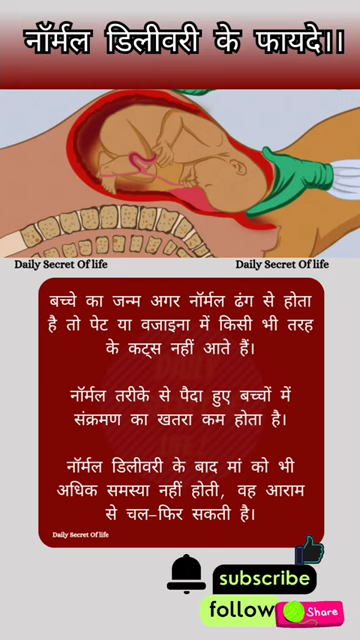 नॉर्मल डिलीवरी के फायदे।।
Daily Secret Of life
Daily Secret Of life
बच्चे का जन्म अगर नॉर्मल ढंग से होता
है तो पेट या वजाइना में किसी भी तरह
के कट्स नहीं आते हैं।
नॉर्मल तरीके से पैदा हुए बच्चों में
संक्रमण का खतरा कम होता है।
नॉर्मल डिलीवरी के बाद मां को भी
अधिक समस्या नहीं होती, वह आराम
से चल-फिर सकती है।
Daily Secret Of life
subscribe
follow
Share